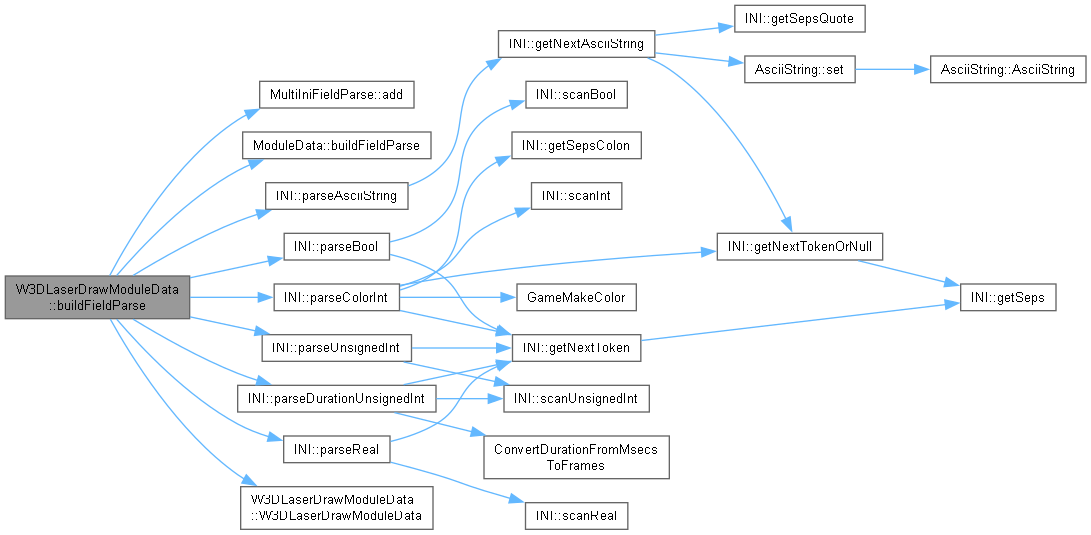 INI::getSepsQuote
INI::getNextAsciiString
AsciiString::set
AsciiString::AsciiString
MultiIniFieldParse::add
INI::scanBool
ModuleData::buildFieldParse
INI::getSepsColon
INI::parseAsciiString
INI::scanInt
INI::parseBool
INI::getNextTokenOrNull
W3DLaserDrawModuleData
::buildFieldParse
INI::parseColorInt
GameMakeColor
INI::getSeps
INI::parseUnsignedInt
INI::getNextToken
INI::parseDurationUnsignedInt
INI::scanUnsignedInt
INI::parseReal
ConvertDurationFromMsecs
ToFrames
W3DLaserDrawModuleData
::W3DLaserDrawModuleData
INI::scanReal